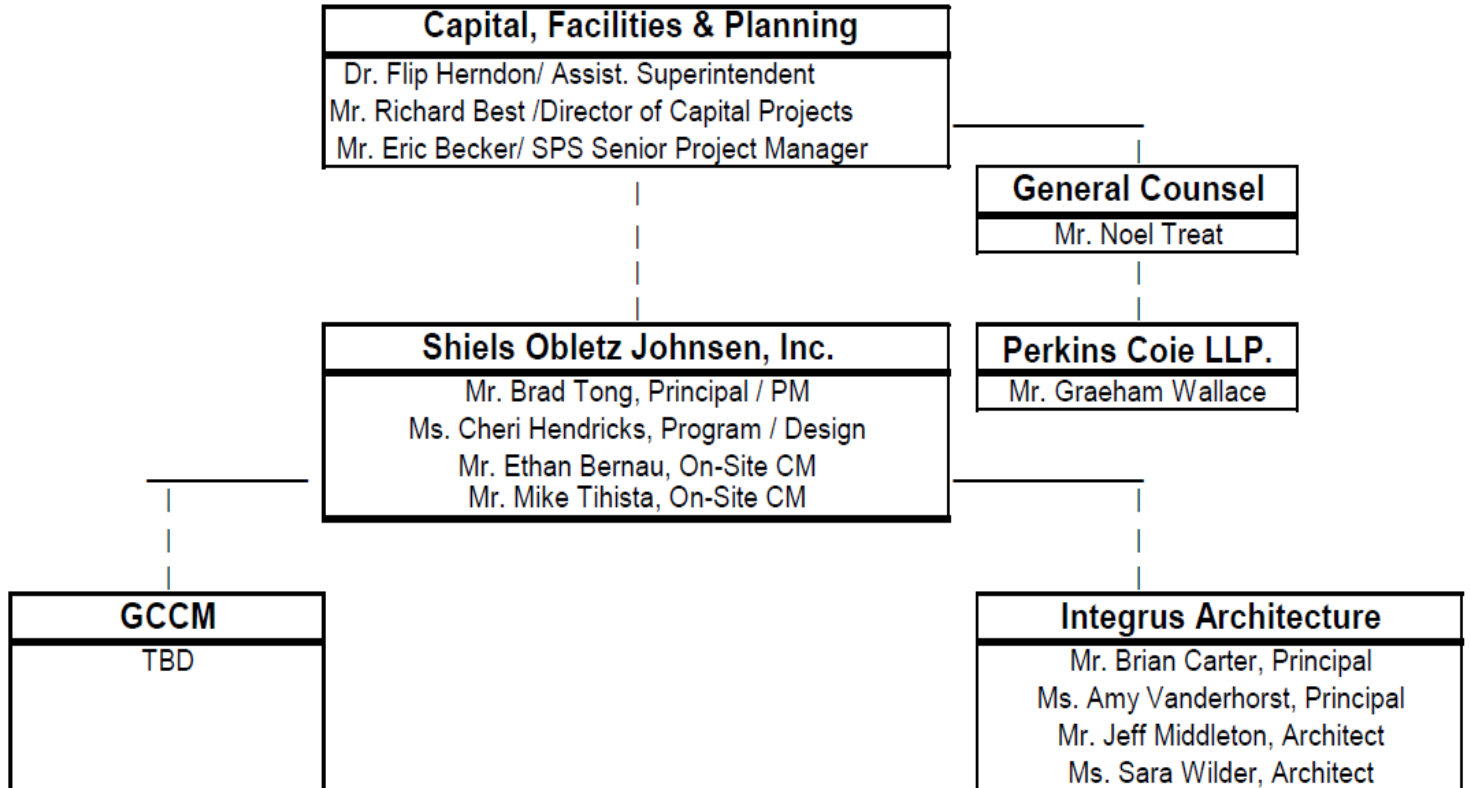 Capital, Facilities & Planning
Dr. Flip Herndon/ Assist. Superintendent
Mr. Richard Best /Director of Capital Projects
Mr. Eric Becker/ SPS Senior Project Manager
General Counsel
Mr. Noel Treat
Shiels Obletz Johnsen, Inc.
Mr. Brad Tong, Principal / PM
Ms. Cheri Hendricks, Program / Design
Mr. Ethan Bernau, On-Site CM
Mr. Mike Tihista, On-Site CM
Perkins Coie LLP.
Mr. Graeham Wallace
GCCM
TBD
Integrus Architecture
Mr. Brian Carter, Principal
Ms. Amy Vanderhorst, Principal
Mr. Jeff Middleton, Architect
Ms. Sara Wilder, Architect